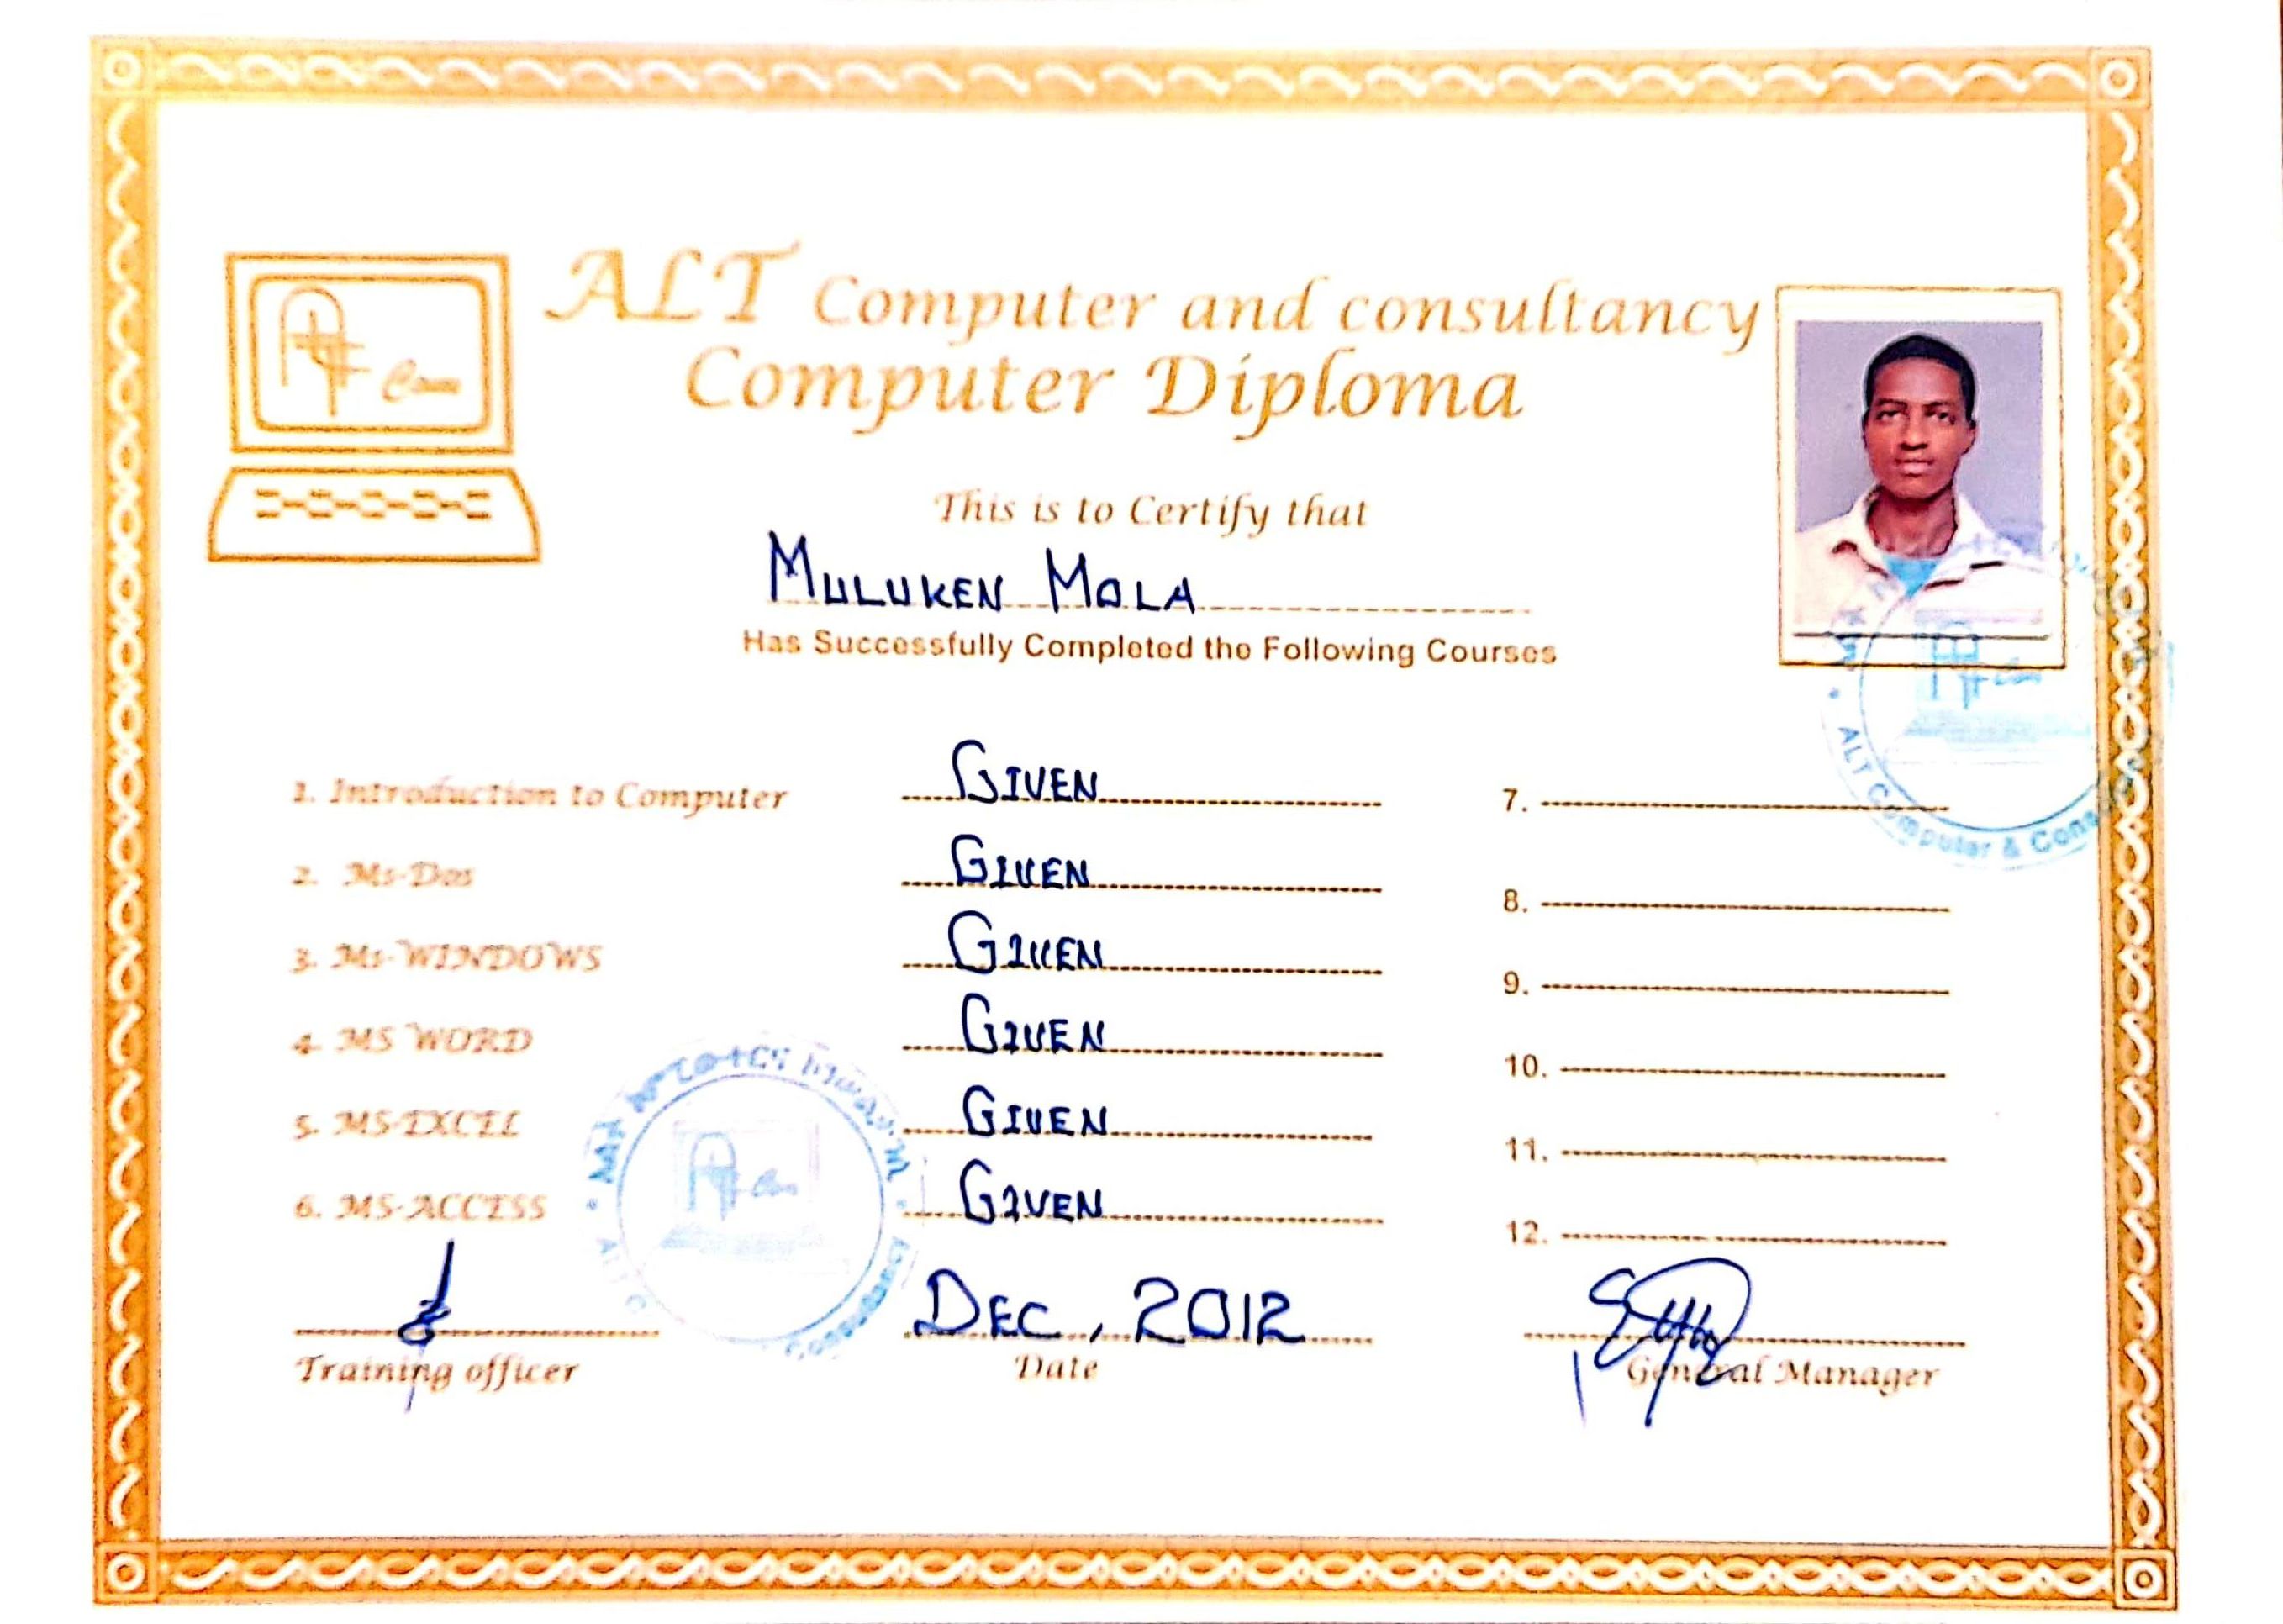 ALT Computer and consultancy
Computer Diploma
This is to Certify that
MULUKEN MOLA
Has Successfully Completed the Following Courses
1. Introduction to Computer GIVEN 7.
2. Ms-Dos GIVEN 8.
3. Ms-WINDOWS GIVEN 9.
4. MS WORD GIVEN 10.
5. MS-EXCEL GIVEN 11.
6. MS-ACCESS GIVEN 12.
DEC, 2012
Training officer Date General Manager
Com
ALT Computer &